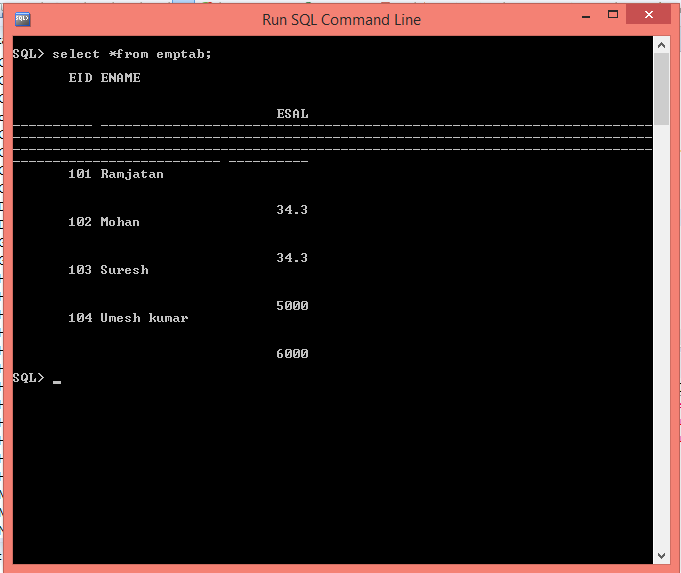 Run SQL Command Line
SQL> select *from emptab;
EID ENAME
ESAL
---------- --------------------------------------------------------------------
--------------------------------------------------------------------------------
--------------------------------------------------------------------------------
-------------------------- ----------
101 Ramjatan
34.3
102 Mohan
34.3
103 Suresh
5000
104 Umesh kumar
6000
SQL> _